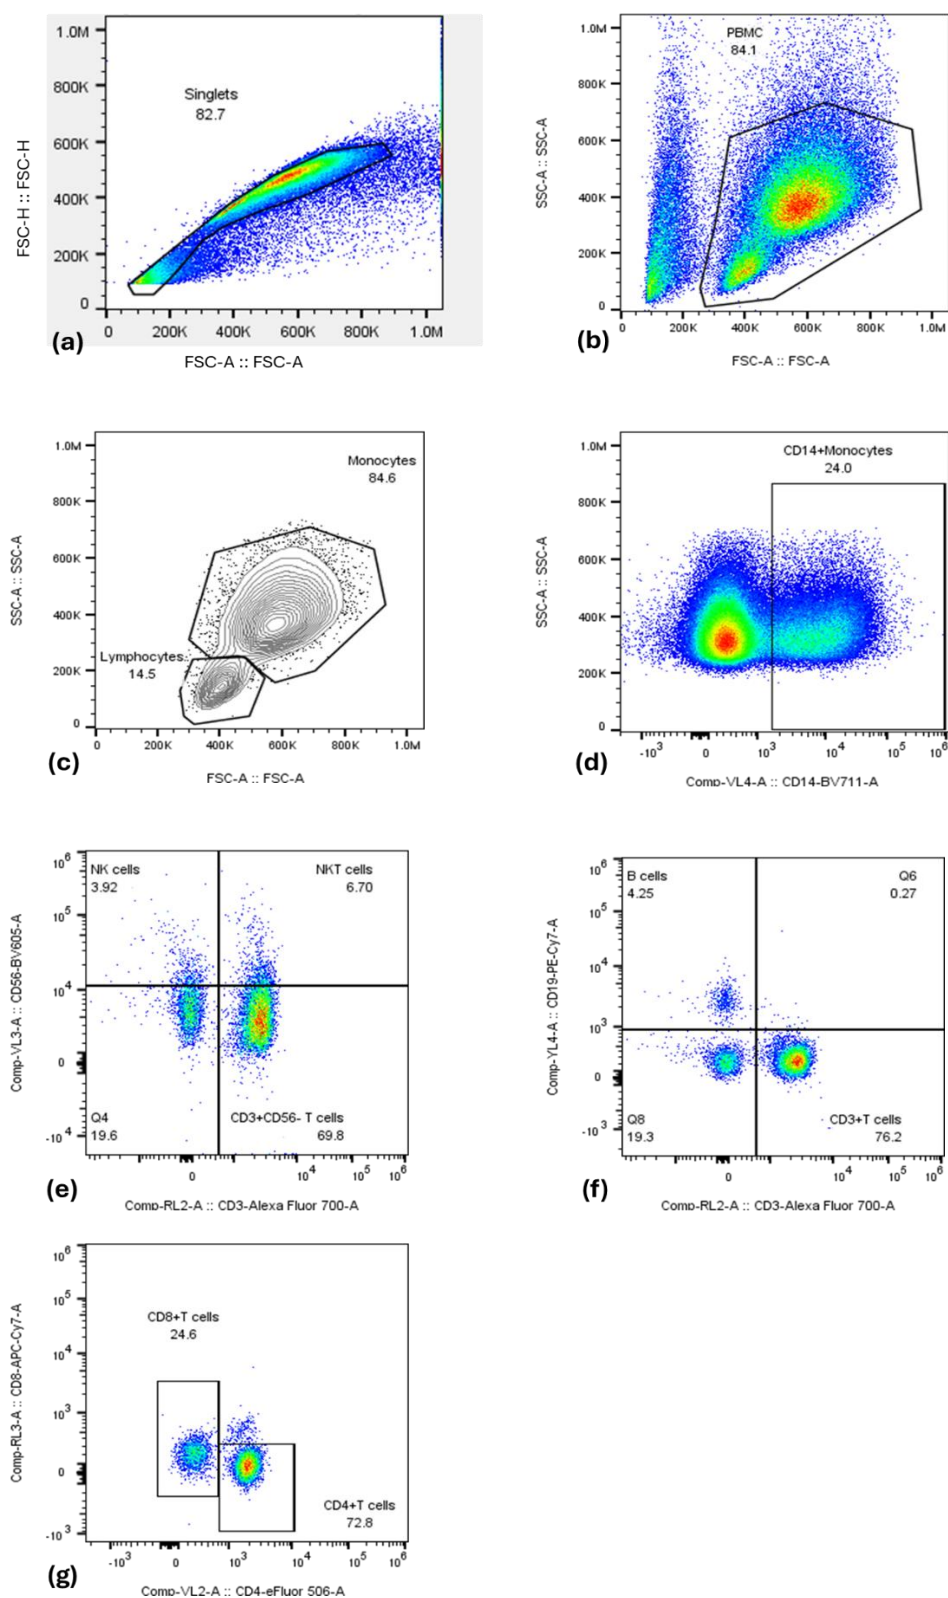 1.0M
800K
600K
400K
200K
0
FSC-H :: FSC-H
Singlets
82.7
0 200K 400K 600K 800K 1.0M
FSC-A :: FSC-A
(a)
1.0M
800K
600K
400K
200K
0
SSC-A :: SSC-A
PBMC
84.1
0 200K 400K 600K 800K 1.0M
FSC-A :: FSC-A
(b)
1.0M
800K
600K
400K
200K
0
SSC-A :: SSC-A
Monocytes
84.6
Lymphocytes
14.5
0 200K 400K 600K 800K 1.0M
FSC-A :: FSC-A
(c)
1.0M
800K
600K
400K
200K
0
SSC-A :: SSC-A
CD14+Monocytes
24.0
-10³ 0 10³ 10⁴ 10⁵ 10⁶
Comp-VL4-A :: CD14-BV711-A
(d)
10⁶
10⁵
10⁴
0
-10⁴
Comp-VL3-A :: CD56-BV605-A
NK cells
3.92
NKT cells
6.70
Q4
19.6
CD3+CD56- T cells
69.8
0 10⁴ 10⁵ 10⁶
Comp-RL2-A :: CD3-Alexa Fluor 700-A
(e)
10⁶
10⁵
10⁴
10³
0
-10³
Comp-YL4-A :: CD19-PE-Cy7-A
B cells
4.25
Q6
0.27
Q8
19.3
CD3+T cells
76.2
0 10⁴ 10⁵ 10⁶
Comp-RL2-A :: CD3-Alexa Fluor 700-A
(f)
10⁶
10⁵
10⁴
10³
0
-10³
Comp-RL3-A :: CD8-APC-Cy7-A
CD8+T cells
24.6
CD4+T cells
72.8
-10³ 0 10³ 10⁴ 10⁵ 10⁶
Comp-VL2-A :: CD4-eFluor 506-A
(g)